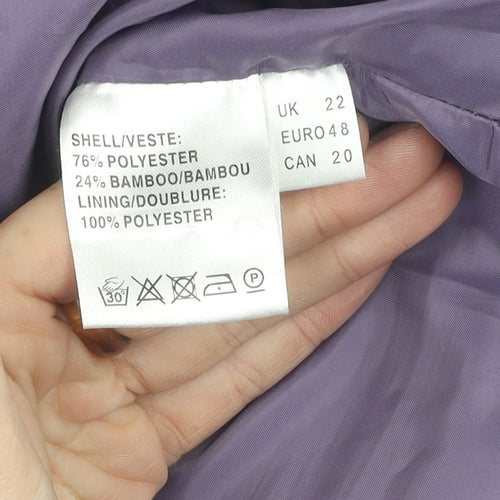 SHELL/VESTE:
76% POLYESTER
24% BAMBOO/BAMBOU
LINING/DOUBLURE:
100% POLYESTER
30°
P
UK 22
EURO 48
CAN 20